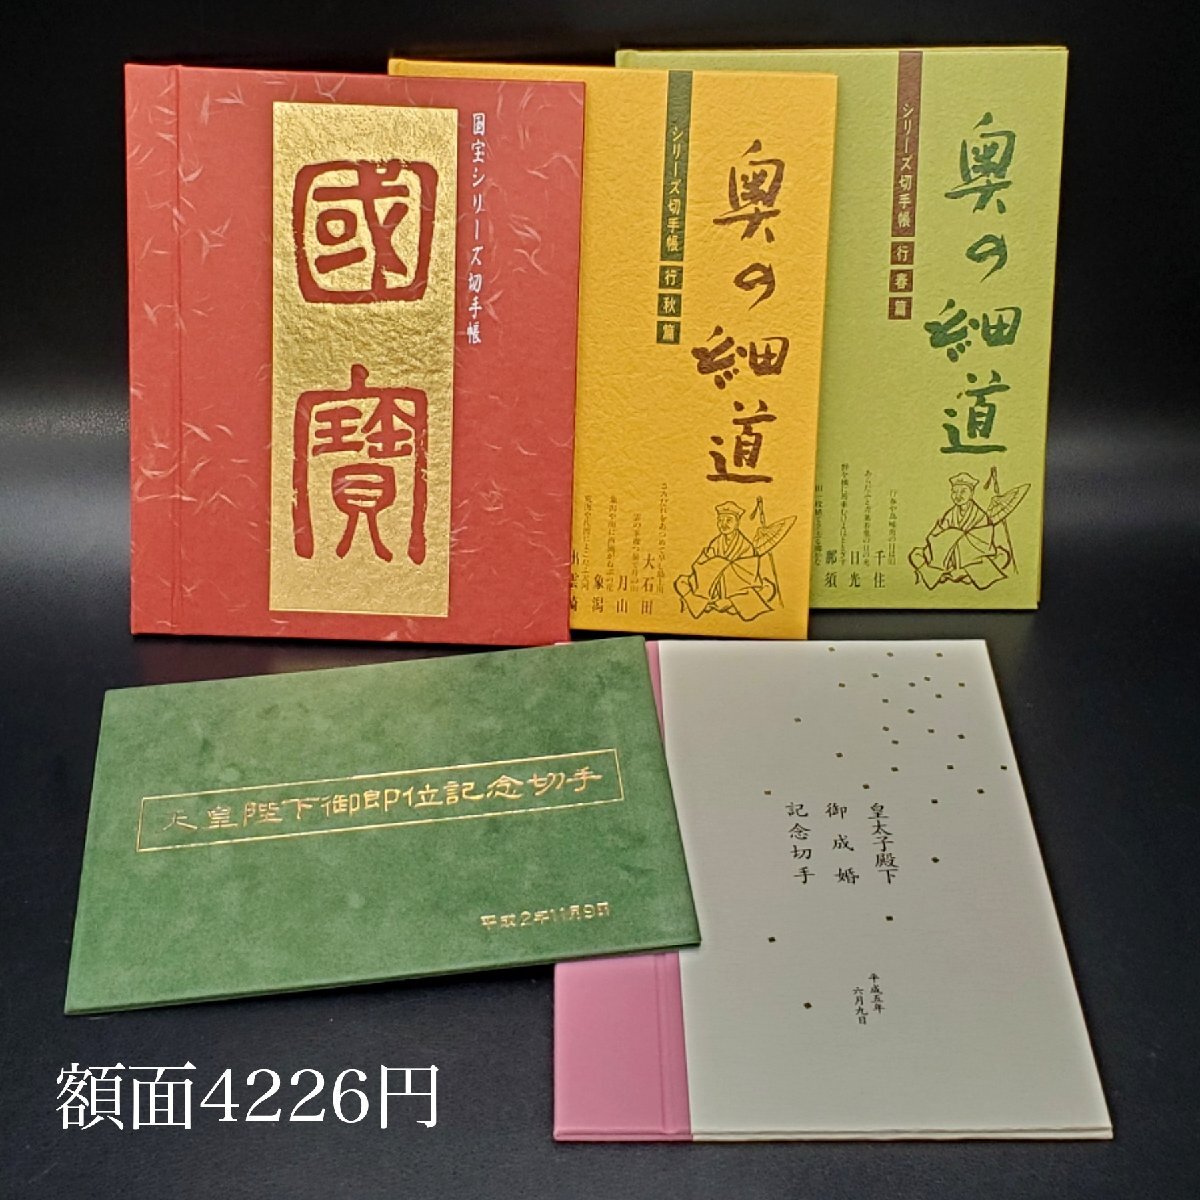 國寶
国宝シリーズ切手帳
奥の細道
シリーズ切手帳
行秋篇
大石田
月山
象潟
奥の細道
シリーズ切手帳
行春篇
千住
日光
那須
天皇陛下御即位記念切手
平成2年11月9日
皇太子殿下
御成婚
記念切手
平成五年
六月九日
額面4226円